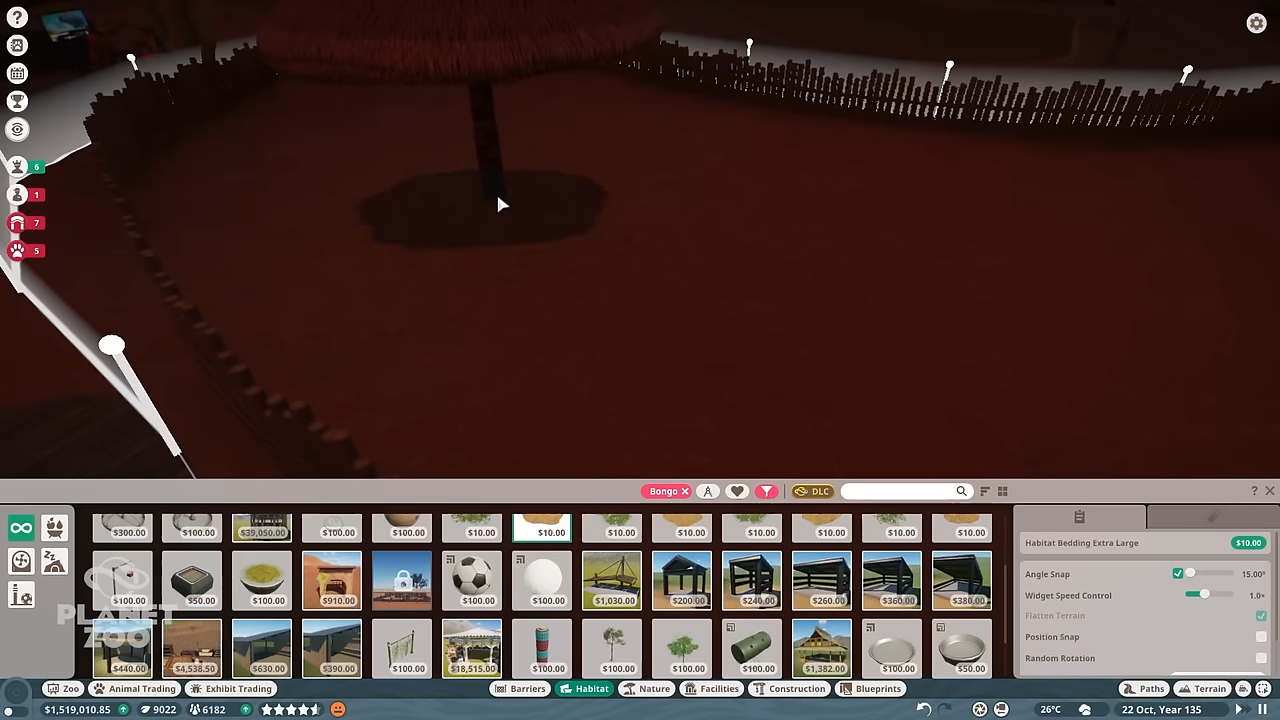 ?
6
1
7
5
Bongo ×
DLC
? ×
$300.00 $100.00 $39,050.00 $100.00 $100.00 $100.00 $10.00 $10.00 $10.00 $10.00 $10.00 $10.00 $10.00
$100.00 $50.00 $100.00 $910.00 $100.00 $100.00 $1,030.00 $200.00 $240.00 $260.00 $360.00 $380.00
$440.00 $4,538.50 $630.00 $390.00 $100.00 $18,515.00 $100.00 $100.00 $100.00 $100.00 $1,382.00 $100.00 $50.00
PLANET
ZOO
Habitat Bedding Extra Large $10.00
Angle Snap 15.00°
Widget Speed Control 1.0×
Flatten Terrain
Position Snap
Random Rotation
Zoo Animal Trading Exhibit Trading Barriers Habitat Nature Facilities Construction Blueprints Paths Terrain
$1,519,010.85 9022 6182 26°C 22 Oct, Year 135